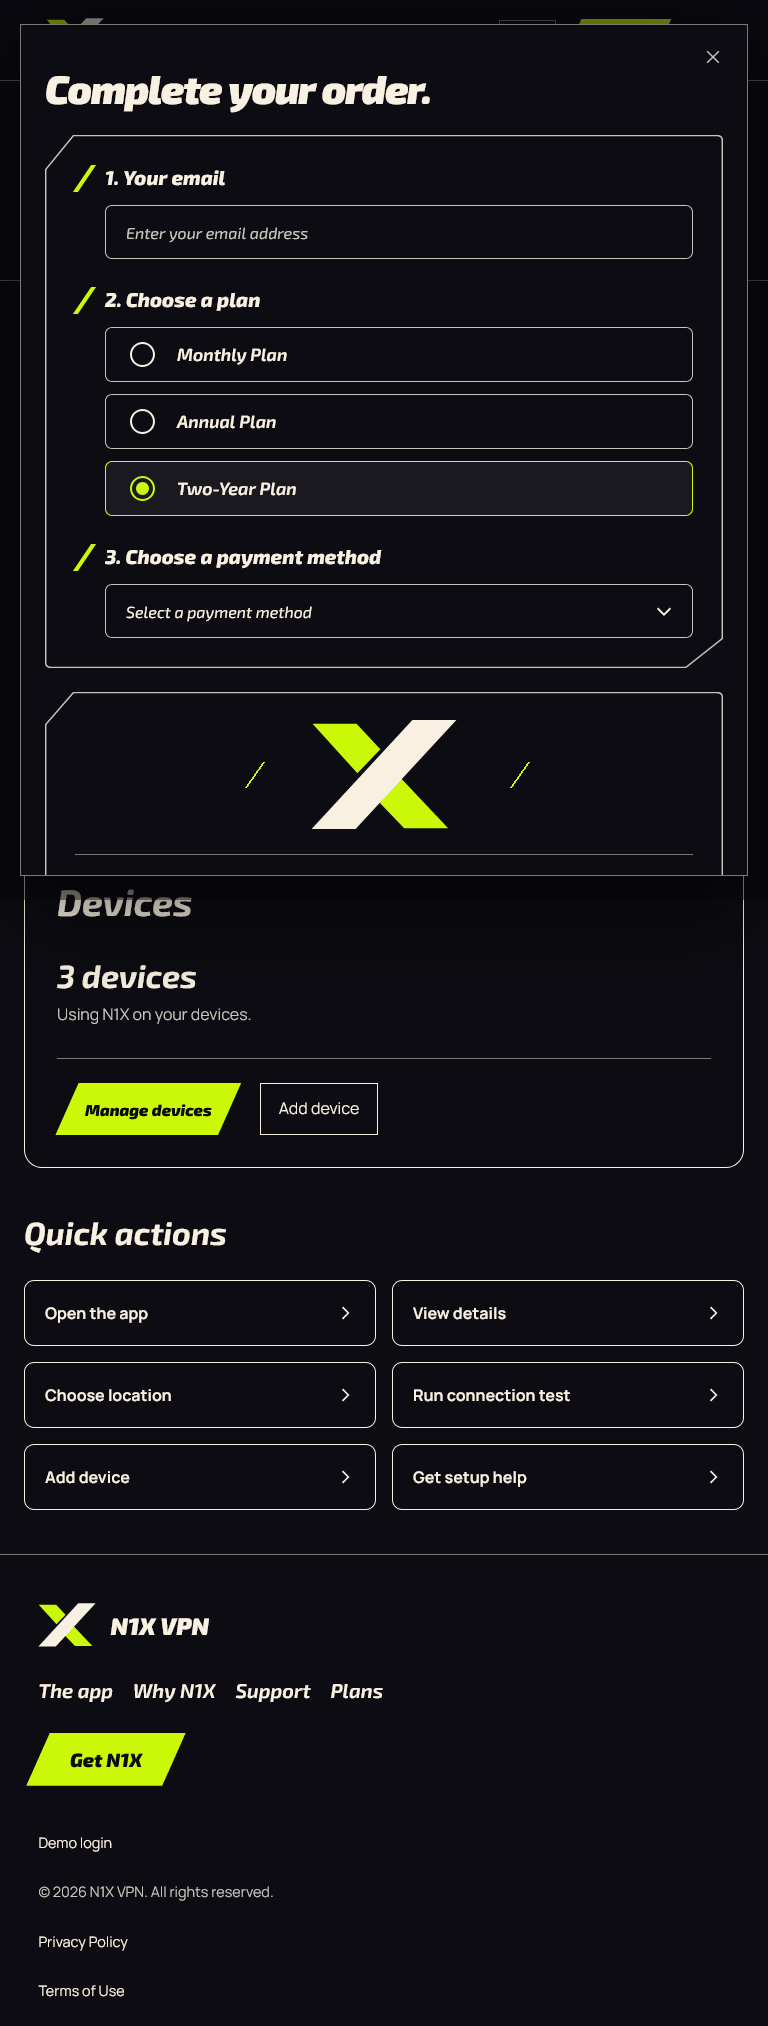 Complete your order.
1. Your email
Enter your email address
2. Choose a plan
Monthly Plan
Annual Plan
Two-Year Plan
3. Choose a payment method
Select a payment method
Devices
3 devices
Using N1X on your devices.
Manage devices
Add device
Quick actions
Open the app
View details
Choose location
Run connection test
Add device
Get setup help
N1X VPN
The app Why N1X Support Plans
Get N1X
Demo login
© 2026 N1X VPN. All rights reserved.
Privacy Policy
Terms of Use